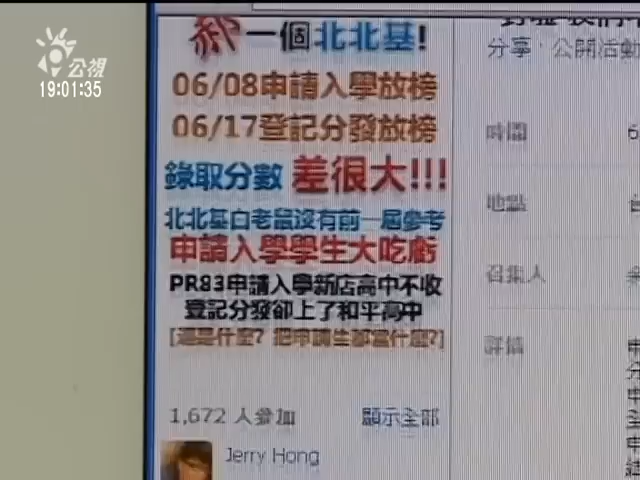 公視
19:01:35
郝一個北北基!
06/08申請入學放榜
06/17登記分發放榜
錄取分數 差很大!!!
北北基白老鼠沒有前一屆參考
申請入學學生大吃虧
PR83申請入學新店高中不收
登記分發卻上了和平高中
[這是什麼? 把申請生都當什麼?]
1,672 人參加 顯示全部
Jerry Hong
分享·公開活動
時間
地點
召集人
詳情